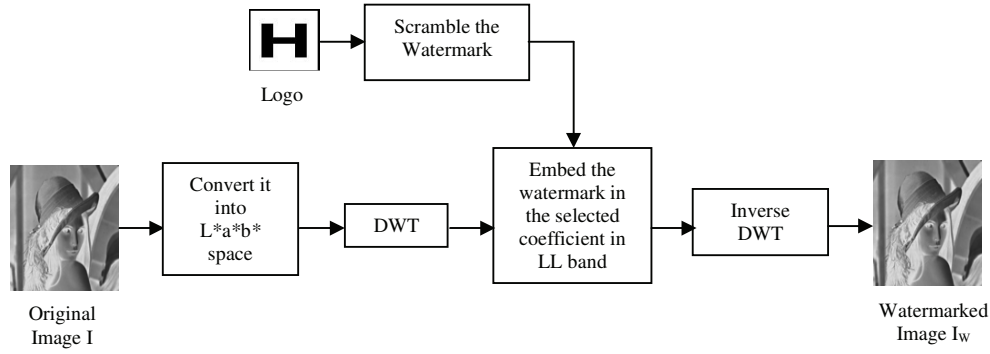 Scramble the
Watermark
Logo
Convert it
into
L*a*b*
space
DWT
Embed the
watermark in
the selected
coefficient in
LL band
Inverse
DWT
Original
Image I
Watermarked
Image Iw